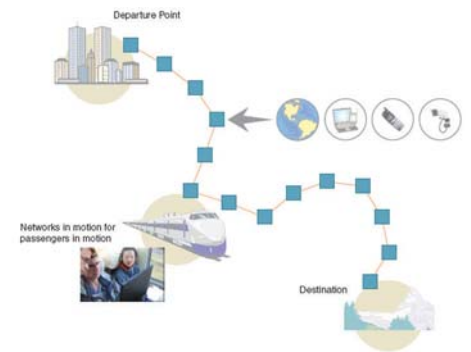 Departure Point
Networks in motion for
passengers in motion
Destination